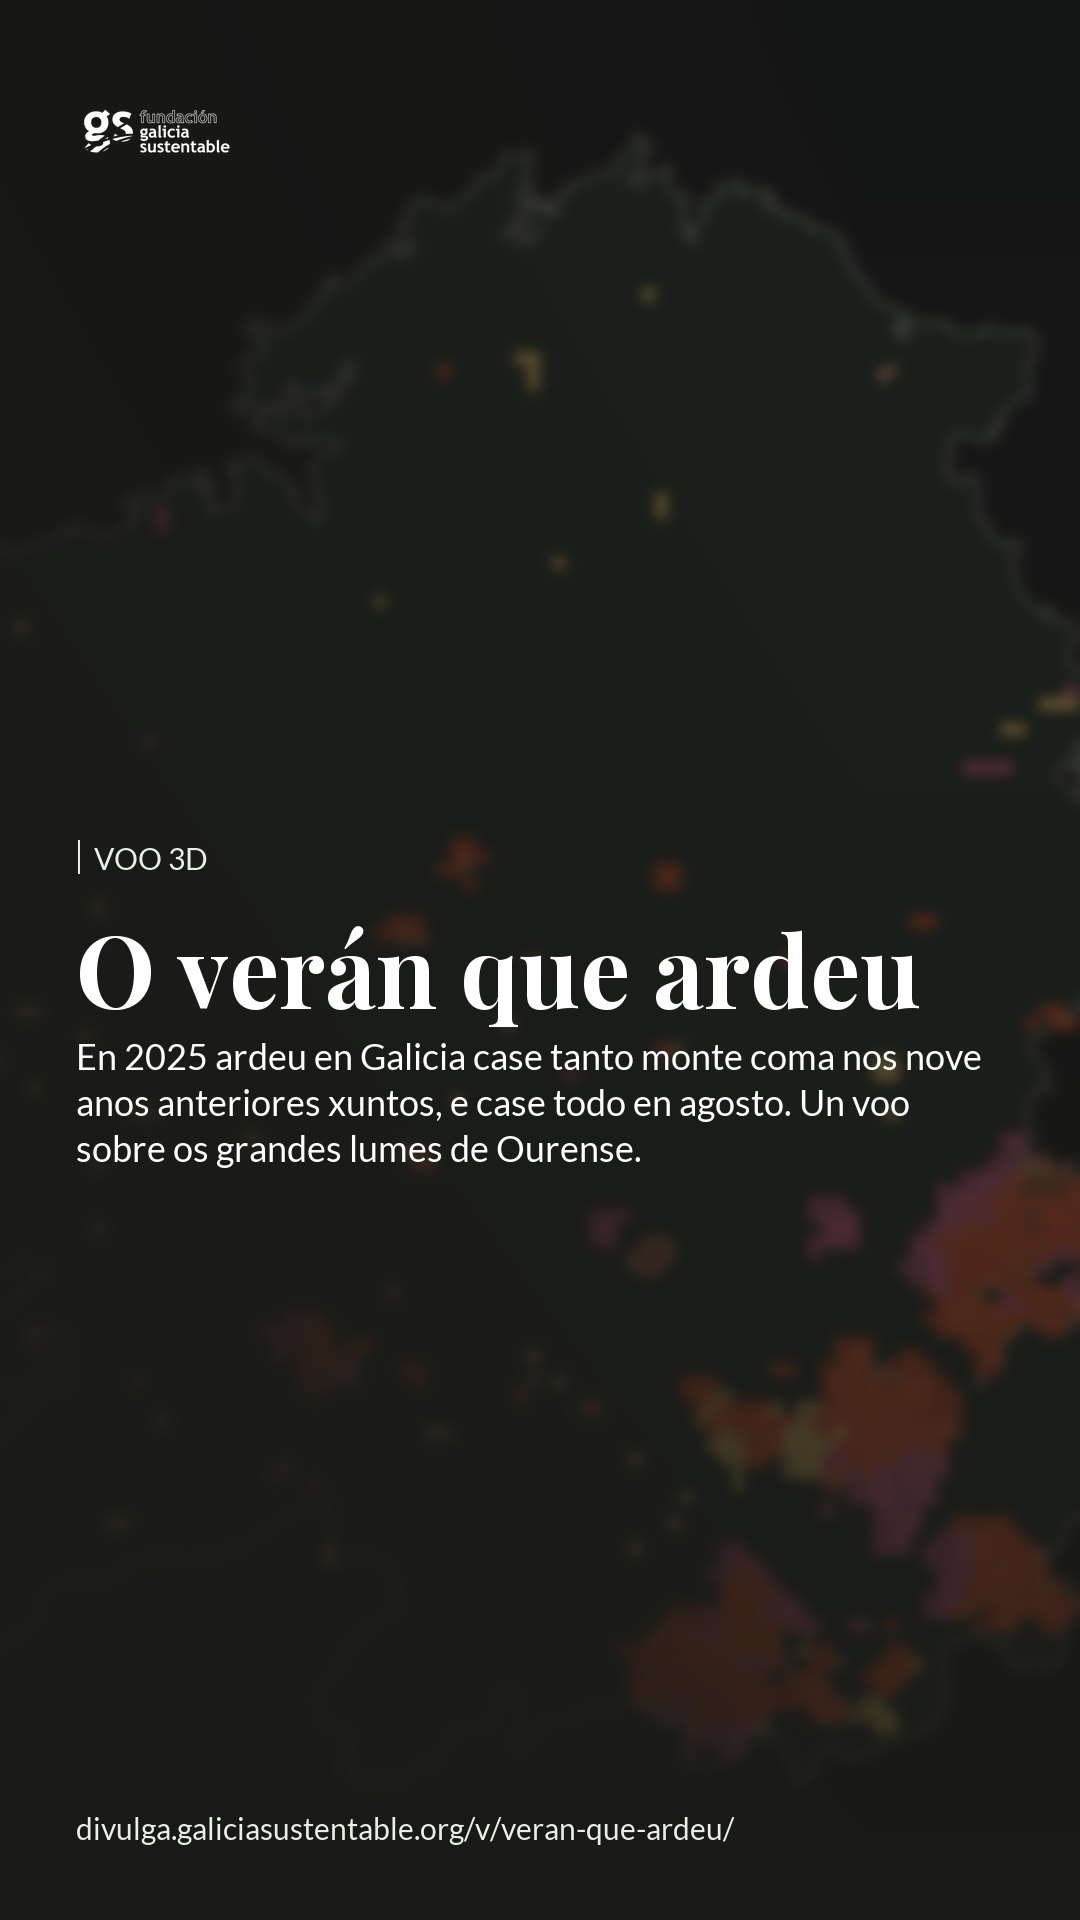 gs fundación
galicia
sustentable
VOO 3D
O verán que ardeu
En 2025 ardeu en Galicia case tanto monte coma nos nove
anos anteriores xuntos, e case todo en agosto. Un voo
sobre os grandes lumes de Ourense.
divulga.galiciasustentable.org/v/veran-que-ardeu/